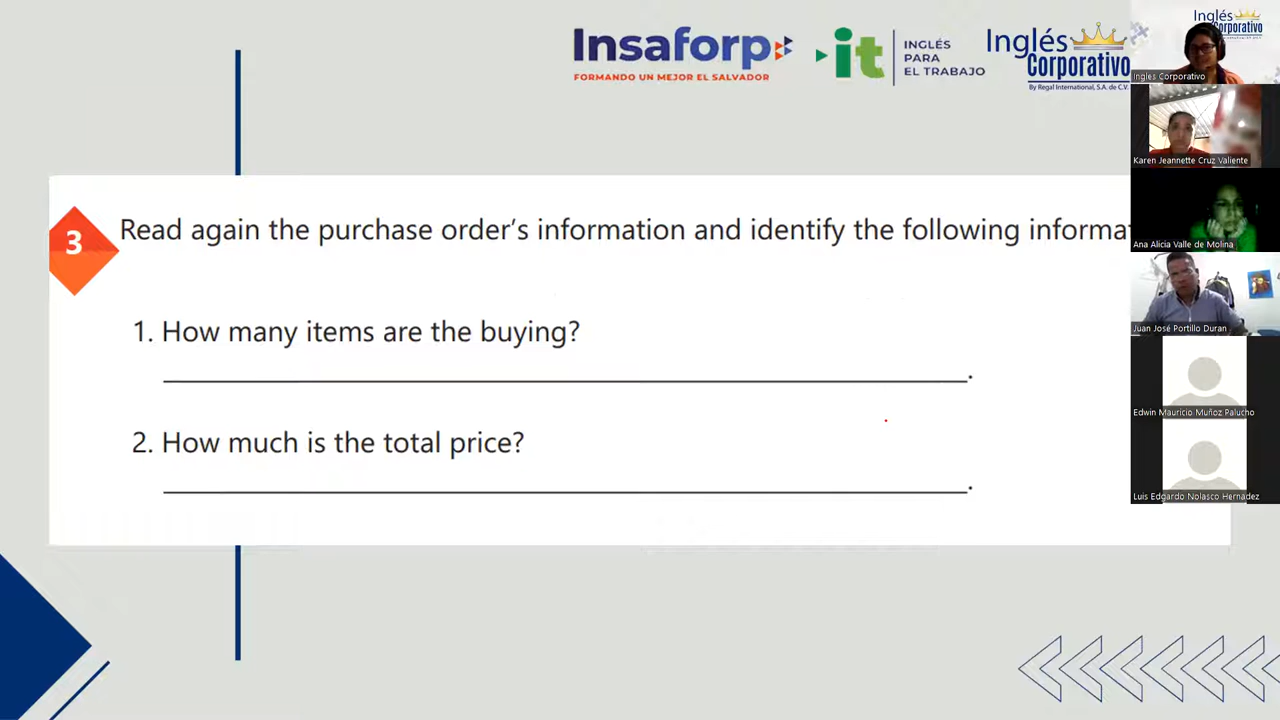 Insaforp
FORMANDO UN MEJOR EL SALVADOR
it
INGLÉS
PARA
EL TRABAJO
Inglés
Corporativo
By Regal International, S.A. de C.V.
Inglés
Corporativo
Ingles Corporativo
Karen Jeannette Cruz Valiente
Ana Alicia Valle de Molina
Juan José Portillo Duran
Edwin Mauricio Muñoz Palucho
Luis Edgardo Nolasco Hernadez
3
Read again the purchase order's information and identify the following informat
1. How many items are the buying?
.
2. How much is the total price?
.